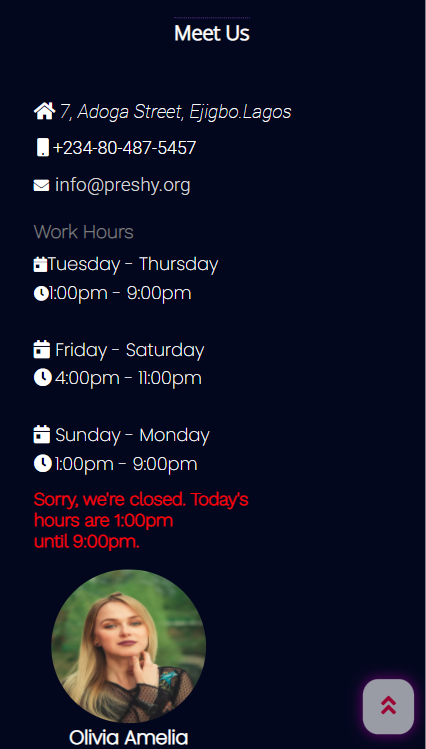 Meet Us
7, Adoga Street, Ejigbo.Lagos
+234-80-487-5457
info@preshy.org
Work Hours
Tuesday - Thursday
1:00pm - 9:00pm
Friday - Saturday
4:00pm - 11:00pm
Sunday - Monday
1:00pm - 9:00pm
Sorry, we're closed. Today's
hours are 1:00pm
until 9:00pm.
Olivia Amelia